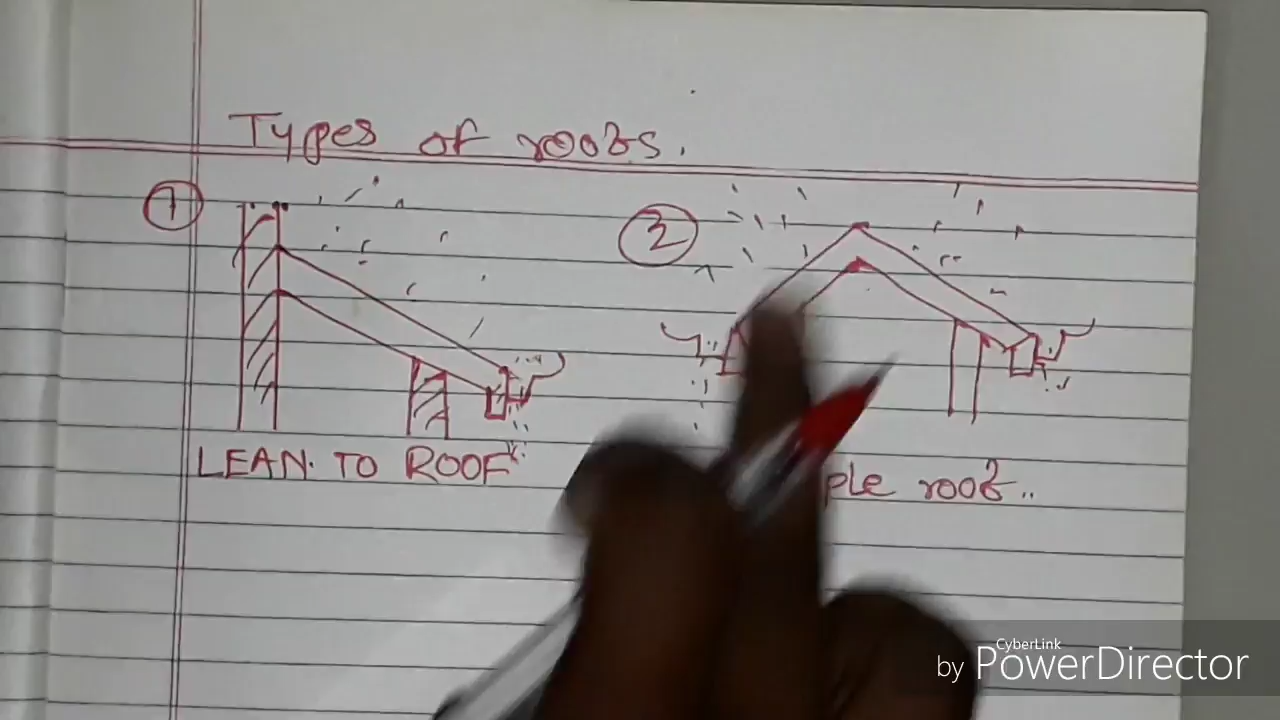 Types of roofs.
1
2
LEAN TO ROOF
ple roof..
CyberLink
by PowerDirector